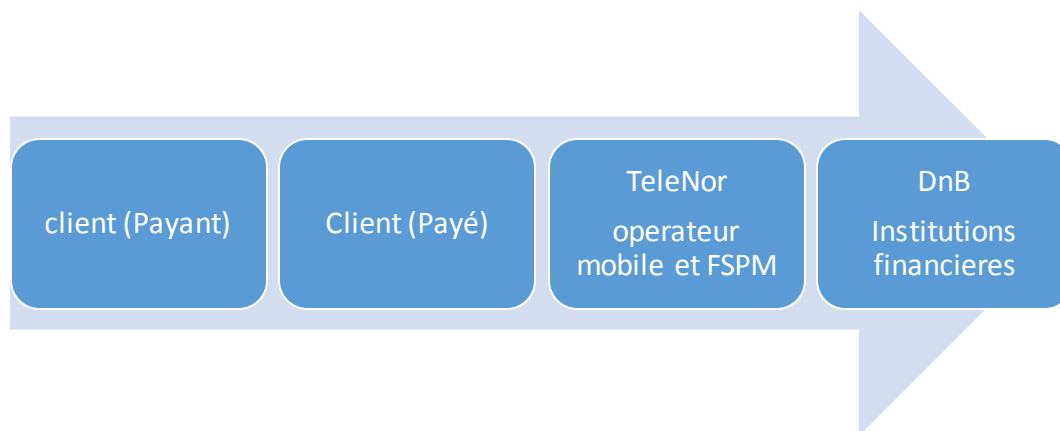 client (Payant)
Client (Payé)
TeleNor
operateur
mobile et FSPM
DnB
Institutions
financieres